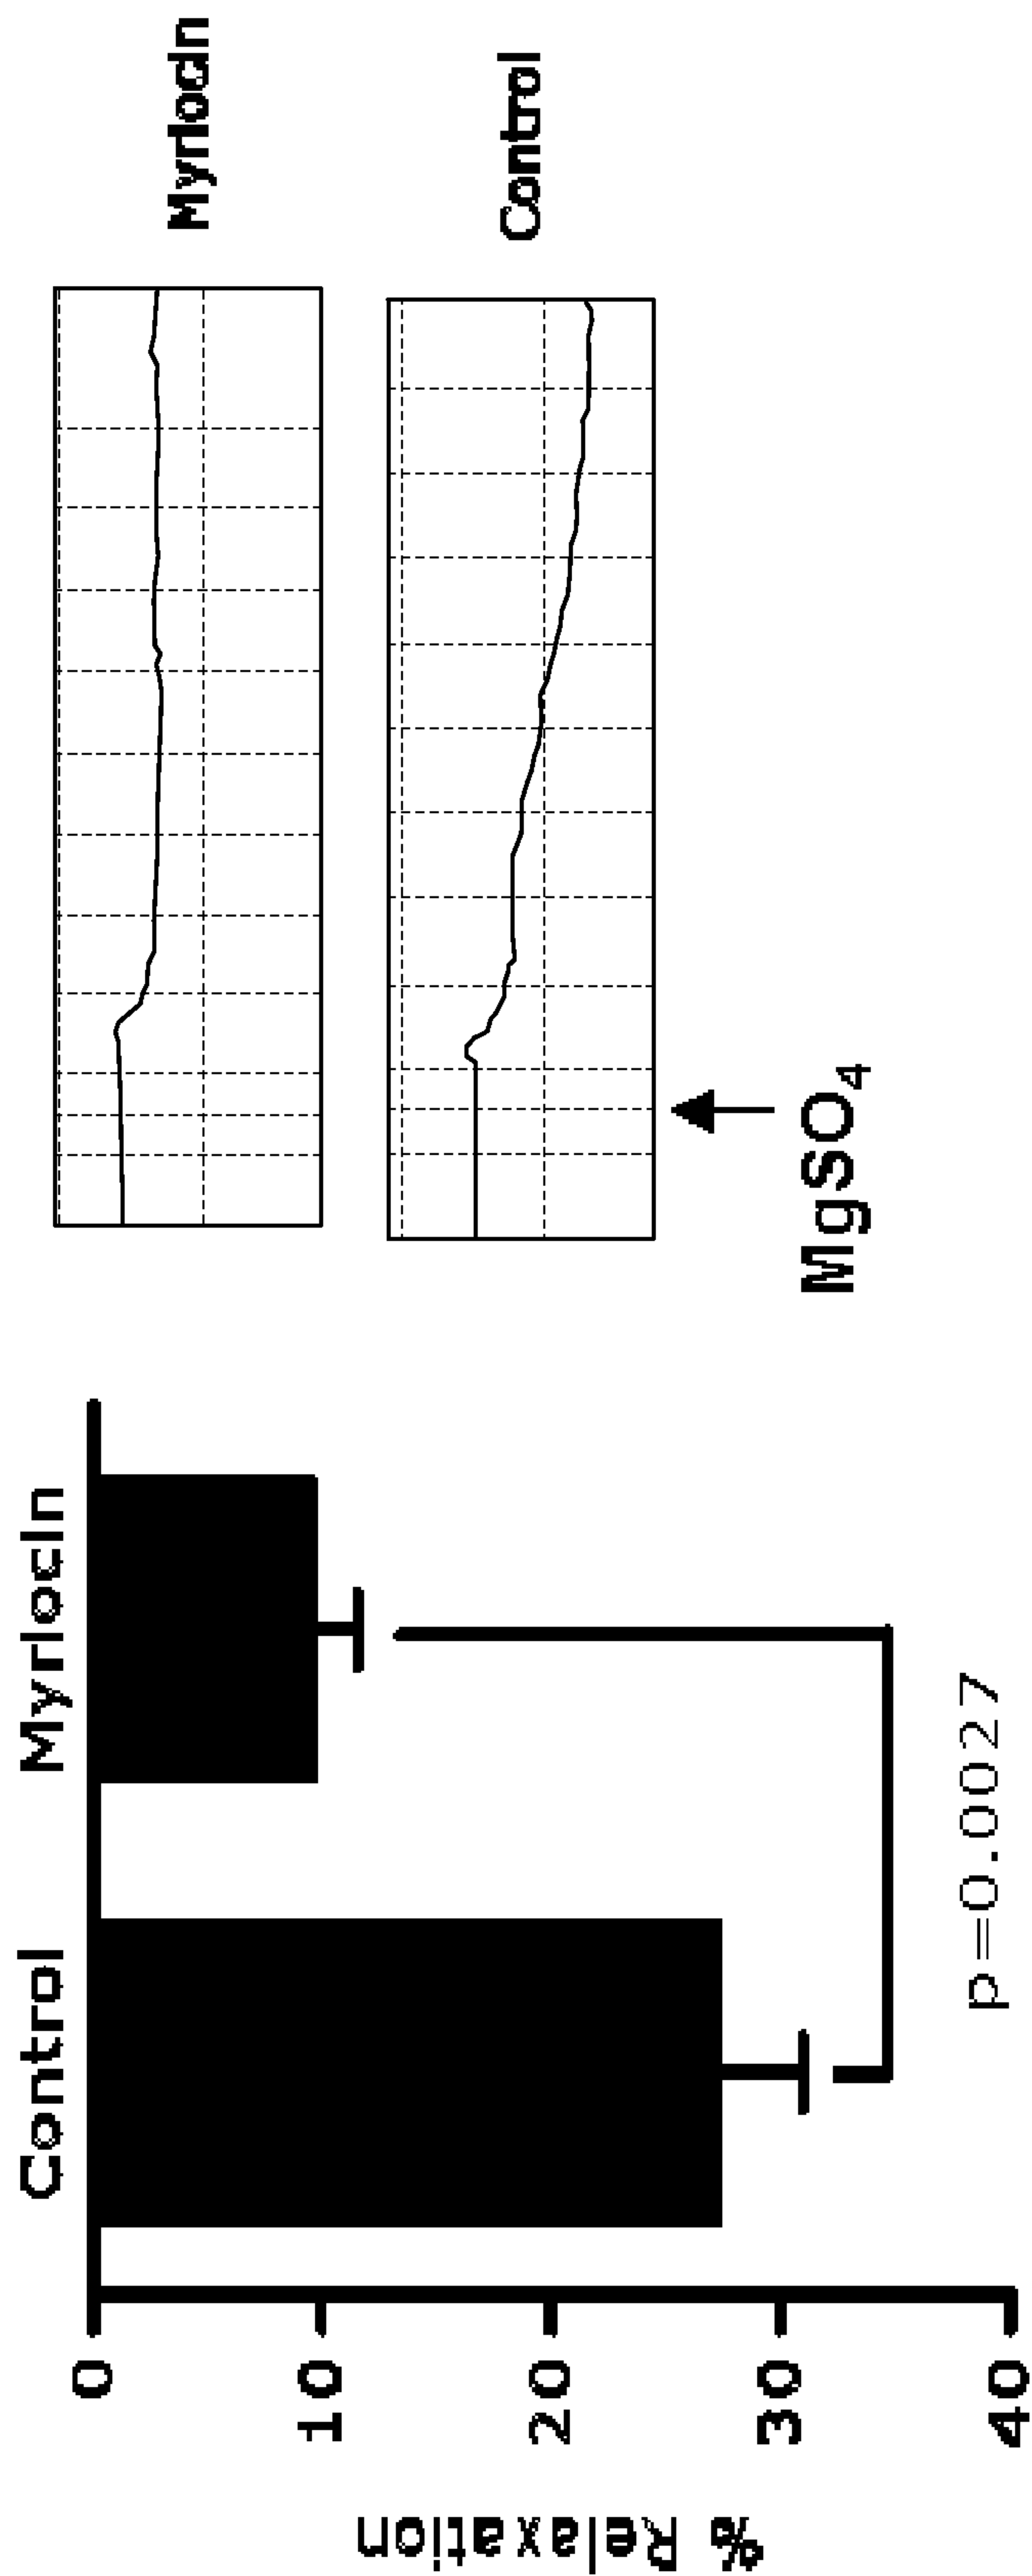 Control
Myriocin
0
10
20
30
40
% Relaxation
p=0.0027
Myriocin
Control
MgSO4